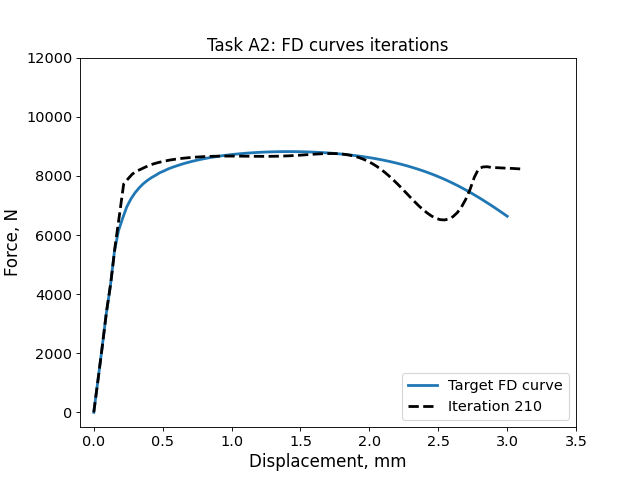 Task A2: FD curves iterations
12000
10000
8000
6000
4000
2000
0
Force, N
0.0 0.5 1.0 1.5 2.0 2.5 3.0 3.5
Displacement, mm
Target FD curve
Iteration 210